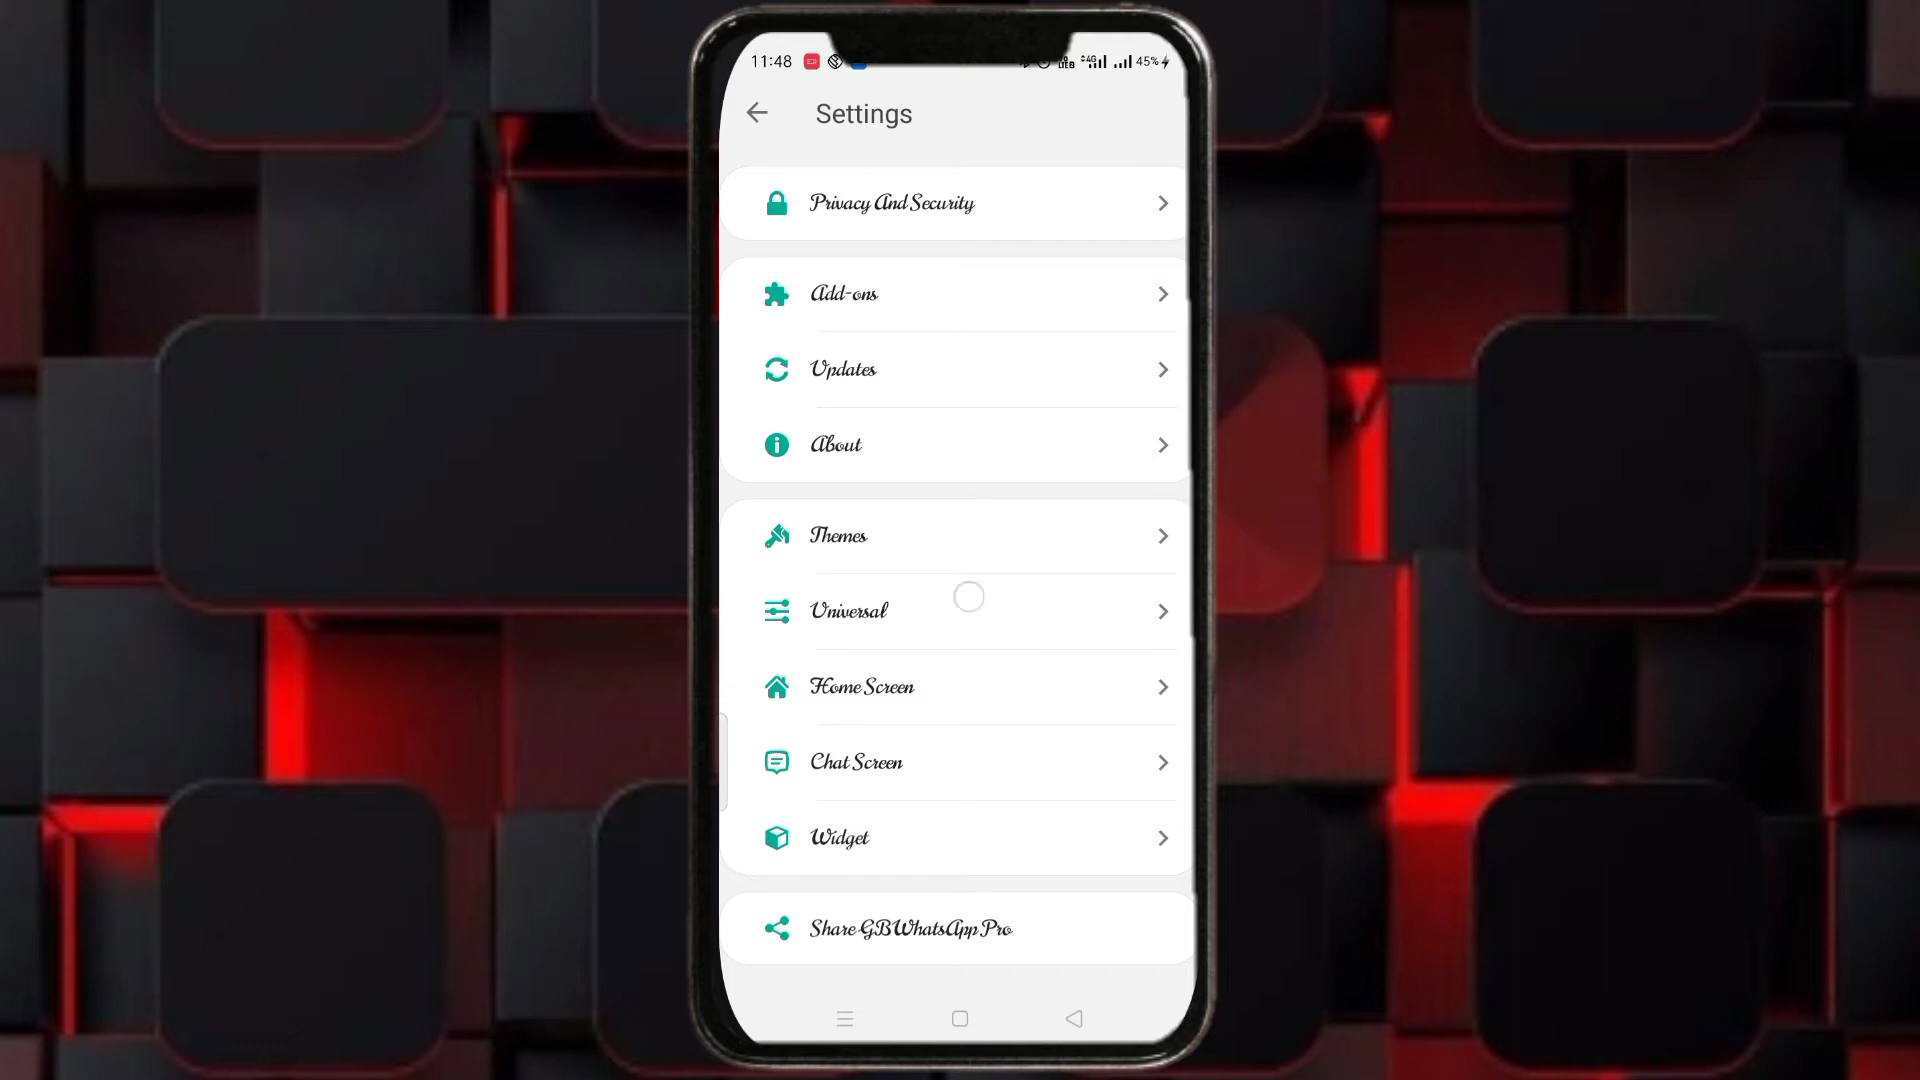 11:48 4G 45%
Settings
Privacy And Security
Add-ons
Updates
About
Themes
Universal
Home Screen
Chat Screen
Widget
Share GBWhatsApp Pro